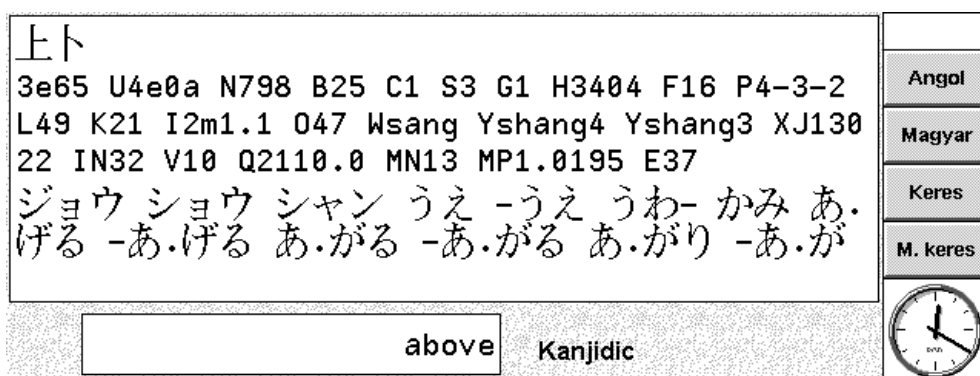 上卜
3e65 U4e0a N798 B25 C1 S3 G1 H3404 F16 P4-3-2
L49 K21 I2m1.1 O47 Wsang Yshang4 Yshang3 XJ130
22 IN32 V10 Q2110.0 MN13 MP1.0195 E37
ジョウ ショウ シャン うえ -うえ うわ- かみ あ.
げる -あ.げる あ.がる -あ.がる あ.がり -あ.が
above
Kanjidic
Angol
Magyar
Keres
M. keres